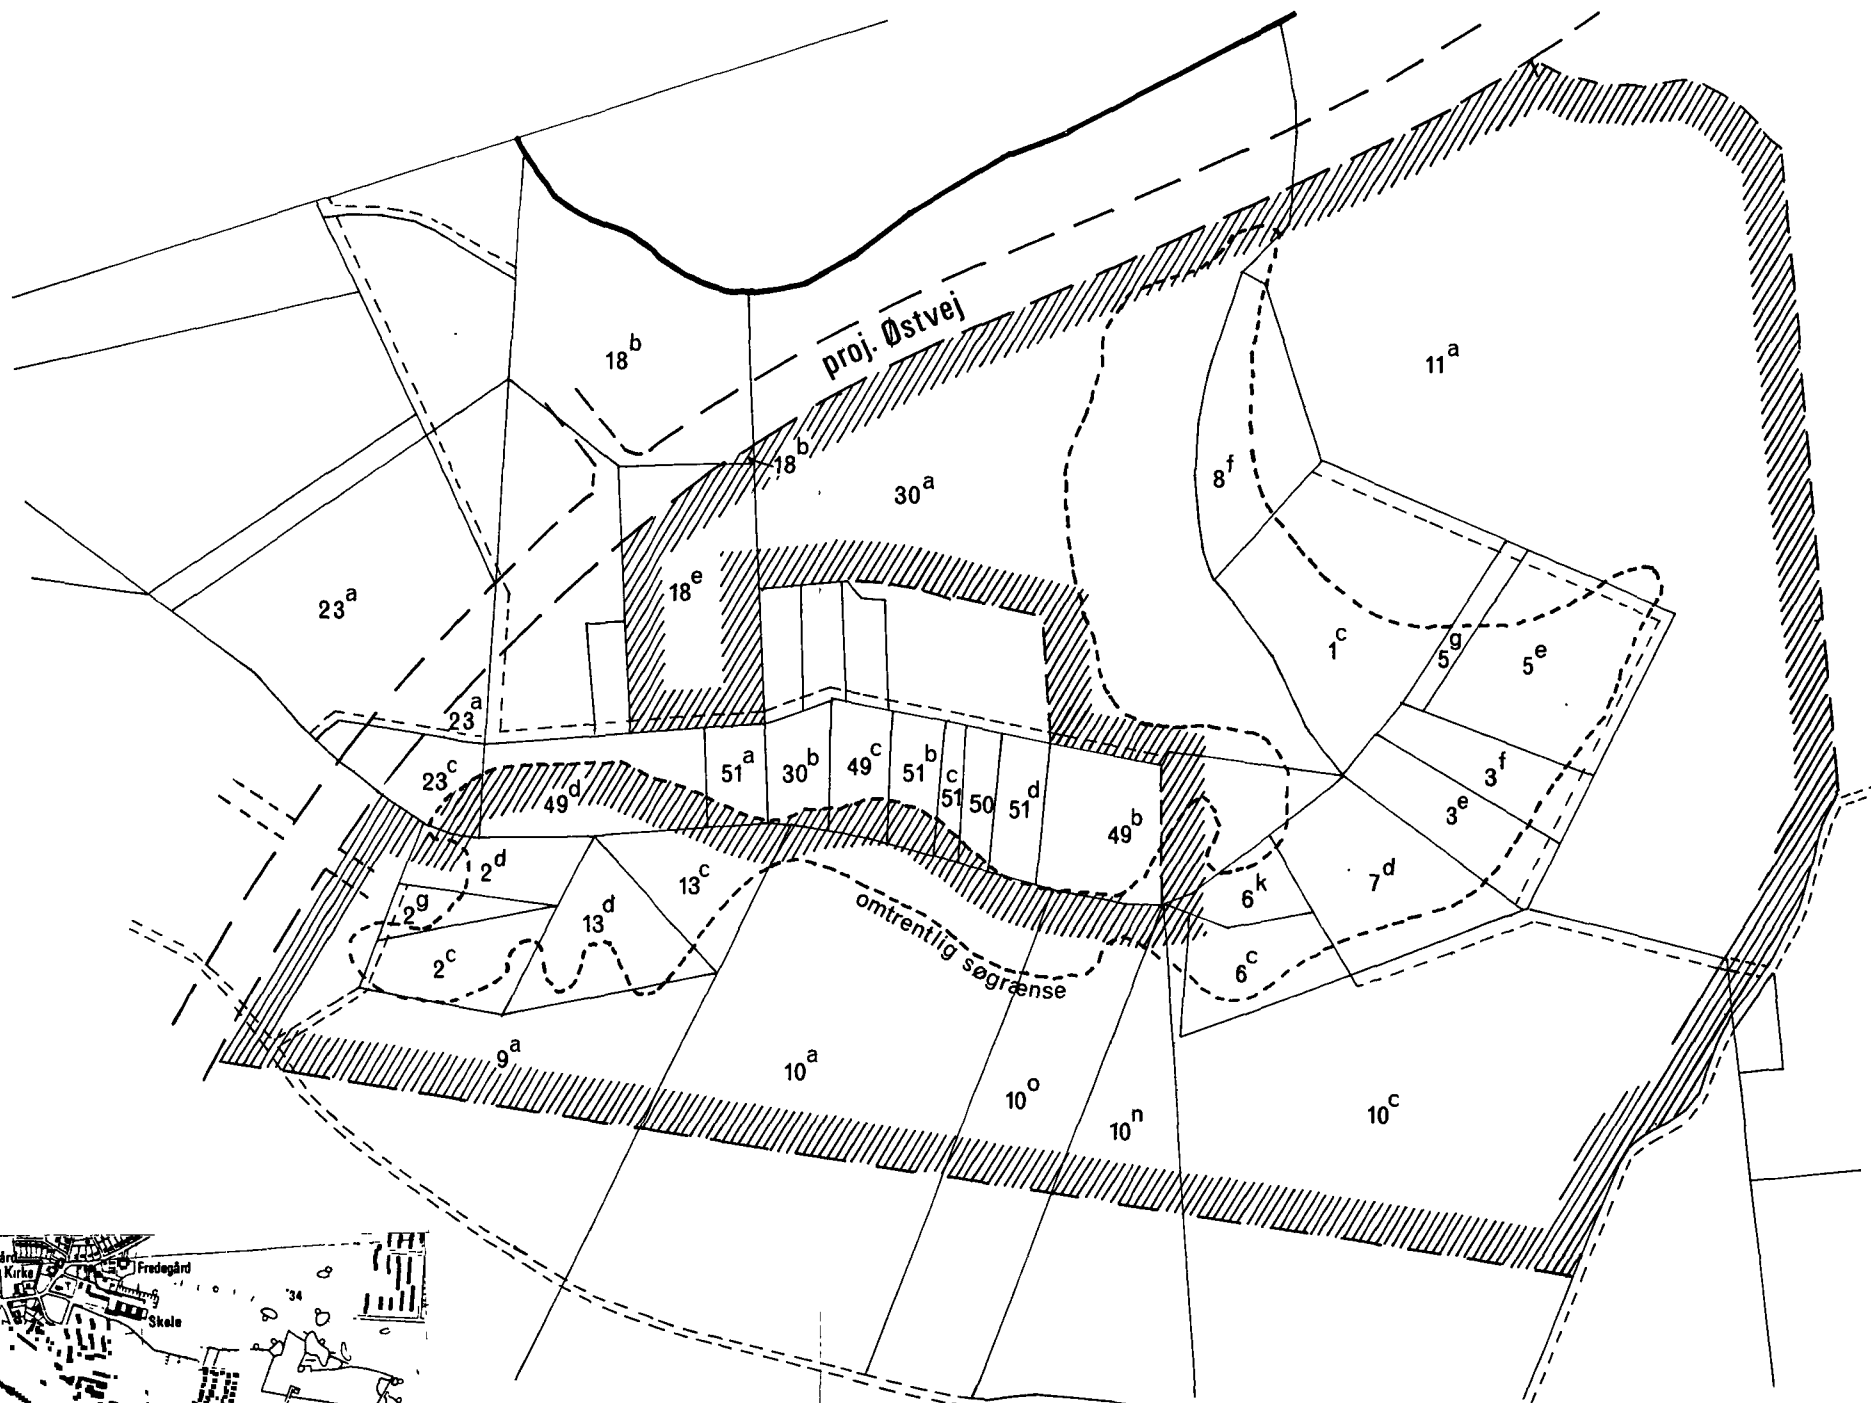 18b
proj. Østvej
11a
18b
8f
30a
18e
23a
1c
5g
5e
23a
3f
23c
49d
51a
30b
49c
51b
c
51
50
51d
49b
3e
2d
13c
7d
6k
2g
13d
omtrentlig søgrænse
2c
6c
9a
10a
10o
10n
10c
Kirke
Fredegård
34
Skole